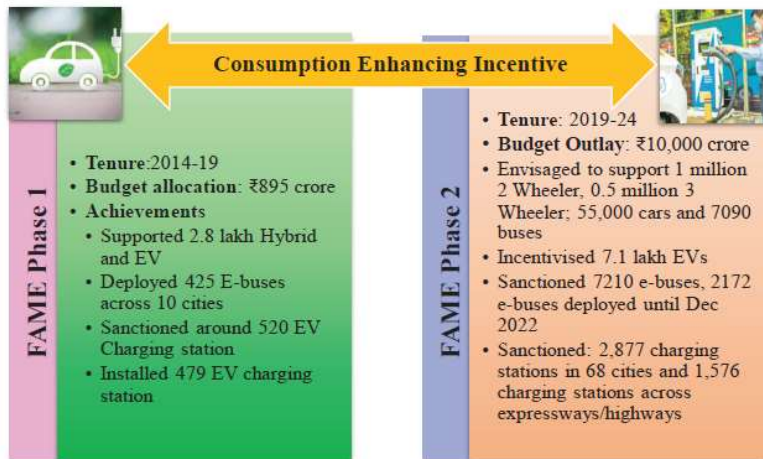 Consumption Enhancing Incentive
FAME Phase 1
• Tenure:2014-19
• Budget allocation: ₹895 crore
• Achievements
• Supported 2.8 lakh Hybrid
and EV
• Deployed 425 E-buses
across 10 cities
• Sanctioned around 520 EV
Charging station
• Installed 479 EV charging
station
FAME Phase 2
• Tenure: 2019-24
• Budget Outlay: ₹10,000 crore
• Envisaged to support 1 million
2 Wheeler, 0.5 million 3
Wheeler; 55,000 cars and 7090
buses
• Incentivised 7.1 lakh EVs
• Sanctioned 7210 e-buses, 2172
e-buses deployed until Dec
2022
• Sanctioned: 2,877 charging
stations in 68 cities and 1,576
charging stations across
expressways/highways